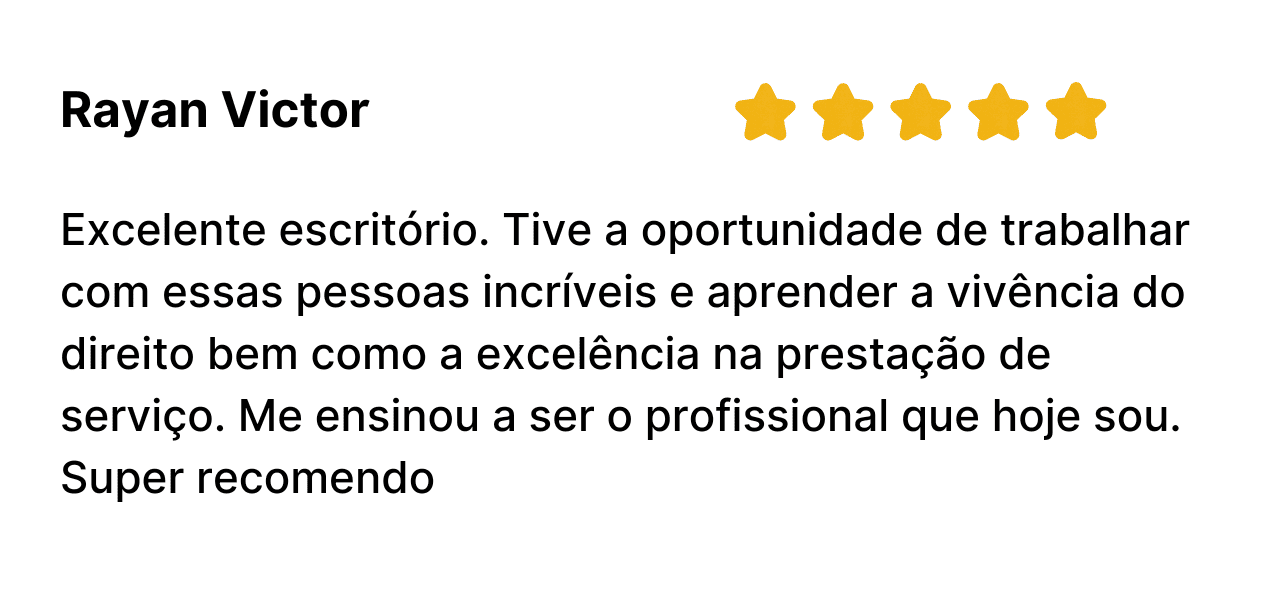 Rayan Victor
Excelente escritório. Tive a oportunidade de trabalhar
com essas pessoas incríveis e aprender a vivência do
direito bem como a excelência na prestação de
serviço. Me ensinou a ser o profissional que hoje sou.
Super recomendo